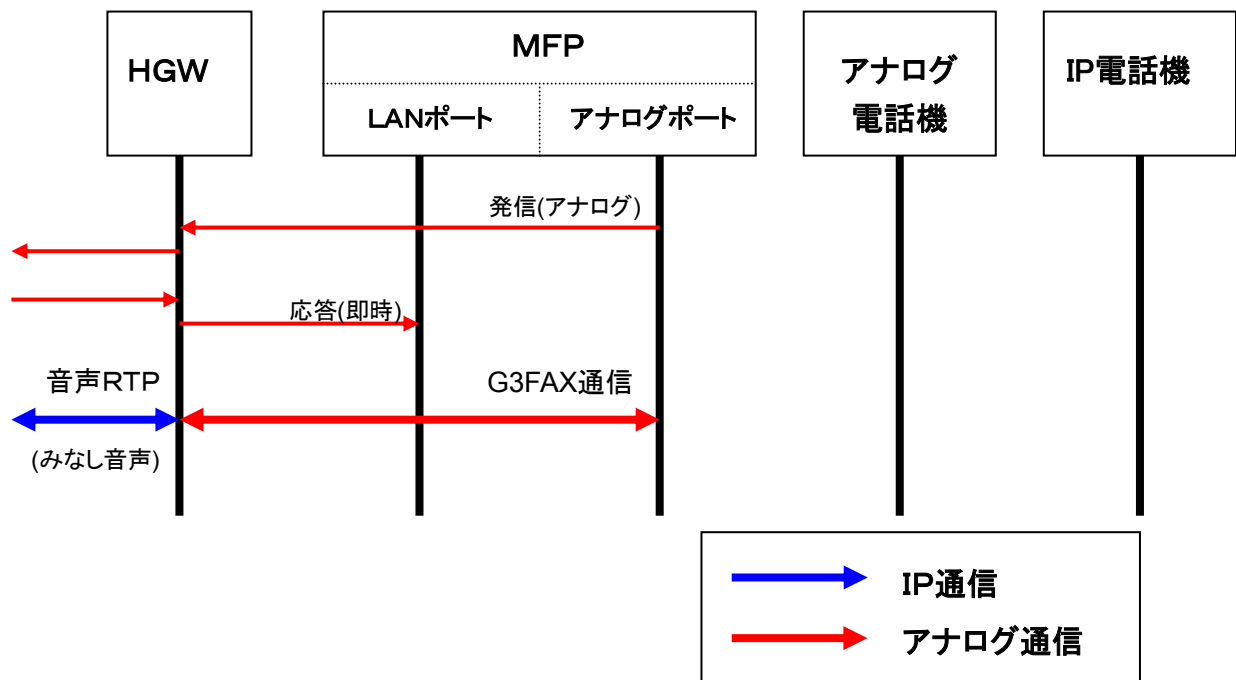 HGW
MFP
LANポート
アナログポート
アナログ
電話機
IP電話機
発信(アナログ)
応答(即時)
音声RTP
G3FAX通信
(みなし音声)
IP通信
アナログ通信